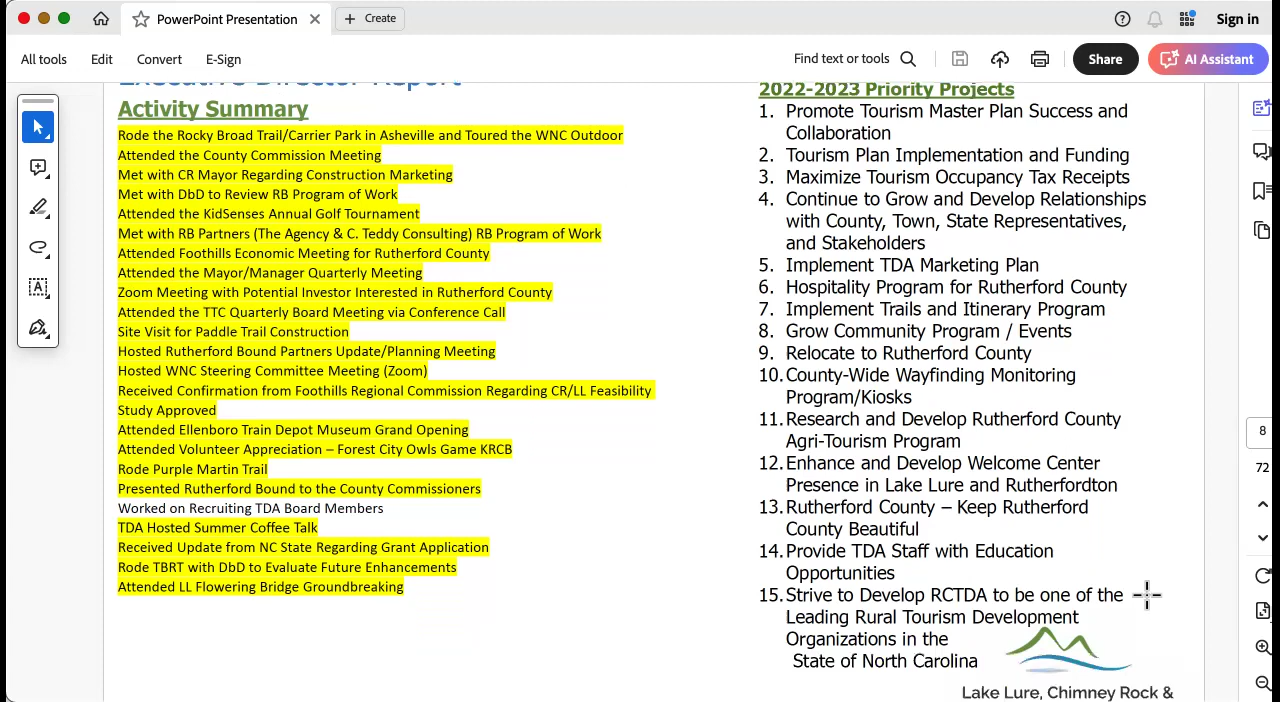 PowerPoint Presentation
Create
Sign in
All tools
Edit
Convert
E-Sign
Find text or tools
Share
AI Assistant
Executive Director Report
Activity Summary
Rode the Rocky Broad Trail/Carrier Park in Asheville and Toured the WNC Outdoor
Attended the County Commission Meeting
Met with CR Mayor Regarding Construction Marketing
Met with DbD to Review RB Program of Work
Attended the KidSenses Annual Golf Tournament
Met with RB Partners (The Agency & C. Teddy Consulting) RB Program of Work
Attended Foothills Economic Meeting for Rutherford County
Attended the Mayor/Manager Quarterly Meeting
Zoom Meeting with Potential Investor Interested in Rutherford County
Attended the TTC Quarterly Board Meeting via Conference Call
Site Visit for Paddle Trail Construction
Hosted Rutherford Bound Partners Update/Planning Meeting
Hosted WNC Steering Committee Meeting (Zoom)
Received Confirmation from Foothills Regional Commission Regarding CR/LL Feasibility
Study Approved
Attended Ellenboro Train Depot Museum Grand Opening
Attended Volunteer Appreciation – Forest City Owls Game KRCB
Rode Purple Martin Trail
Presented Rutherford Bound to the County Commissioners
Worked on Recruiting TDA Board Members
TDA Hosted Summer Coffee Talk
Received Update from NC State Regarding Grant Application
Rode TBRT with DbD to Evaluate Future Enhancements
Attended LL Flowering Bridge Groundbreaking
2022-2023 Priority Projects
1. Promote Tourism Master Plan Success and
Collaboration
2. Tourism Plan Implementation and Funding
3. Maximize Tourism Occupancy Tax Receipts
4. Continue to Grow and Develop Relationships
with County, Town, State Representatives,
and Stakeholders
5. Implement TDA Marketing Plan
6. Hospitality Program for Rutherford County
7. Implement Trails and Itinerary Program
8. Grow Community Program / Events
9. Relocate to Rutherford County
10. County-Wide Wayfinding Monitoring
Program/Kiosks
11. Research and Develop Rutherford County
Agri-Tourism Program
12. Enhance and Develop Welcome Center
Presence in Lake Lure and Rutherfordton
13. Rutherford County – Keep Rutherford
County Beautiful
14. Provide TDA Staff with Education
Opportunities
15. Strive to Develop RCTDA to be one of the
Leading Rural Tourism Development
Organizations in the
State of North Carolina
Lake Lure, Chimney Rock &
8
72